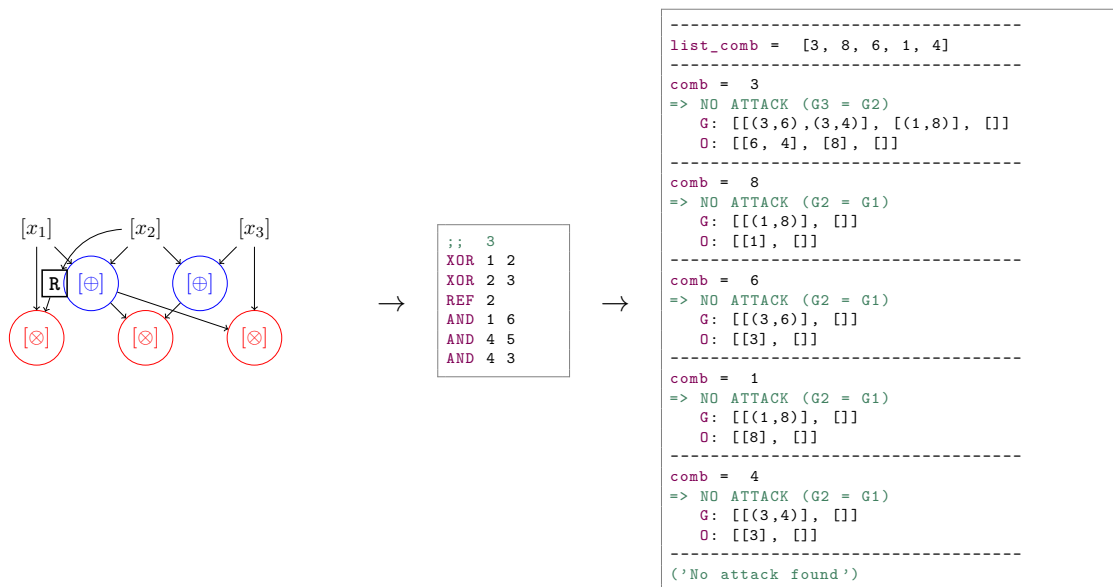 [x₁] [x₂] [x₃]
R [⊕] [⊕]
[⊗] [⊗] [⊗]
→
;; 3
XOR 1 2
XOR 2 3
REF 2
AND 1 6
AND 4 5
AND 4 3
→
------------------------------------
list_comb = [3, 8, 6, 1, 4]
------------------------------------
comb = 3
=> NO ATTACK (G3 = G2)
G: [[(3,6),(3,4)], [(1,8)], []]
O: [[6, 4], [8], []]
------------------------------------
comb = 8
=> NO ATTACK (G2 = G1)
G: [[(1,8)], []]
O: [[1], []]
------------------------------------
comb = 6
=> NO ATTACK (G2 = G1)
G: [[(3,6)], []]
O: [[3], []]
------------------------------------
comb = 1
=> NO ATTACK (G2 = G1)
G: [[(1,8)], []]
O: [[8], []]
------------------------------------
comb = 4
=> NO ATTACK (G2 = G1)
G: [[(3,4)], []]
O: [[3], []]
------------------------------------
('No attack found')